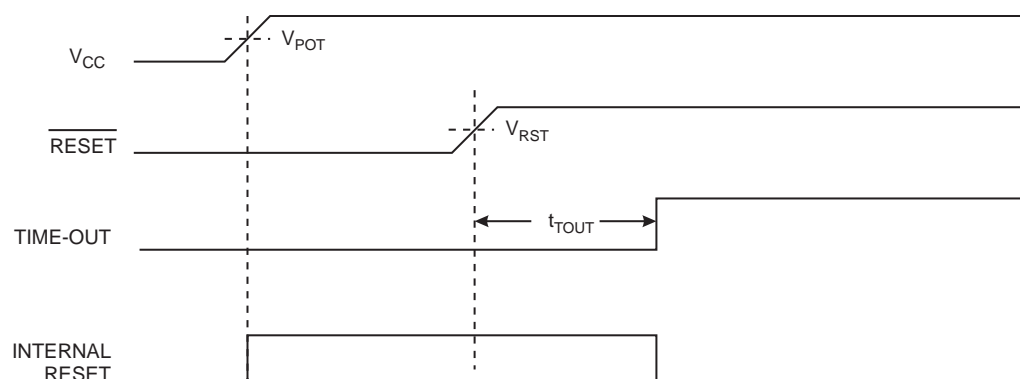 VCC
VPOT
RESET
VRST
TIME-OUT
tTOUT
INTERNAL
RESET